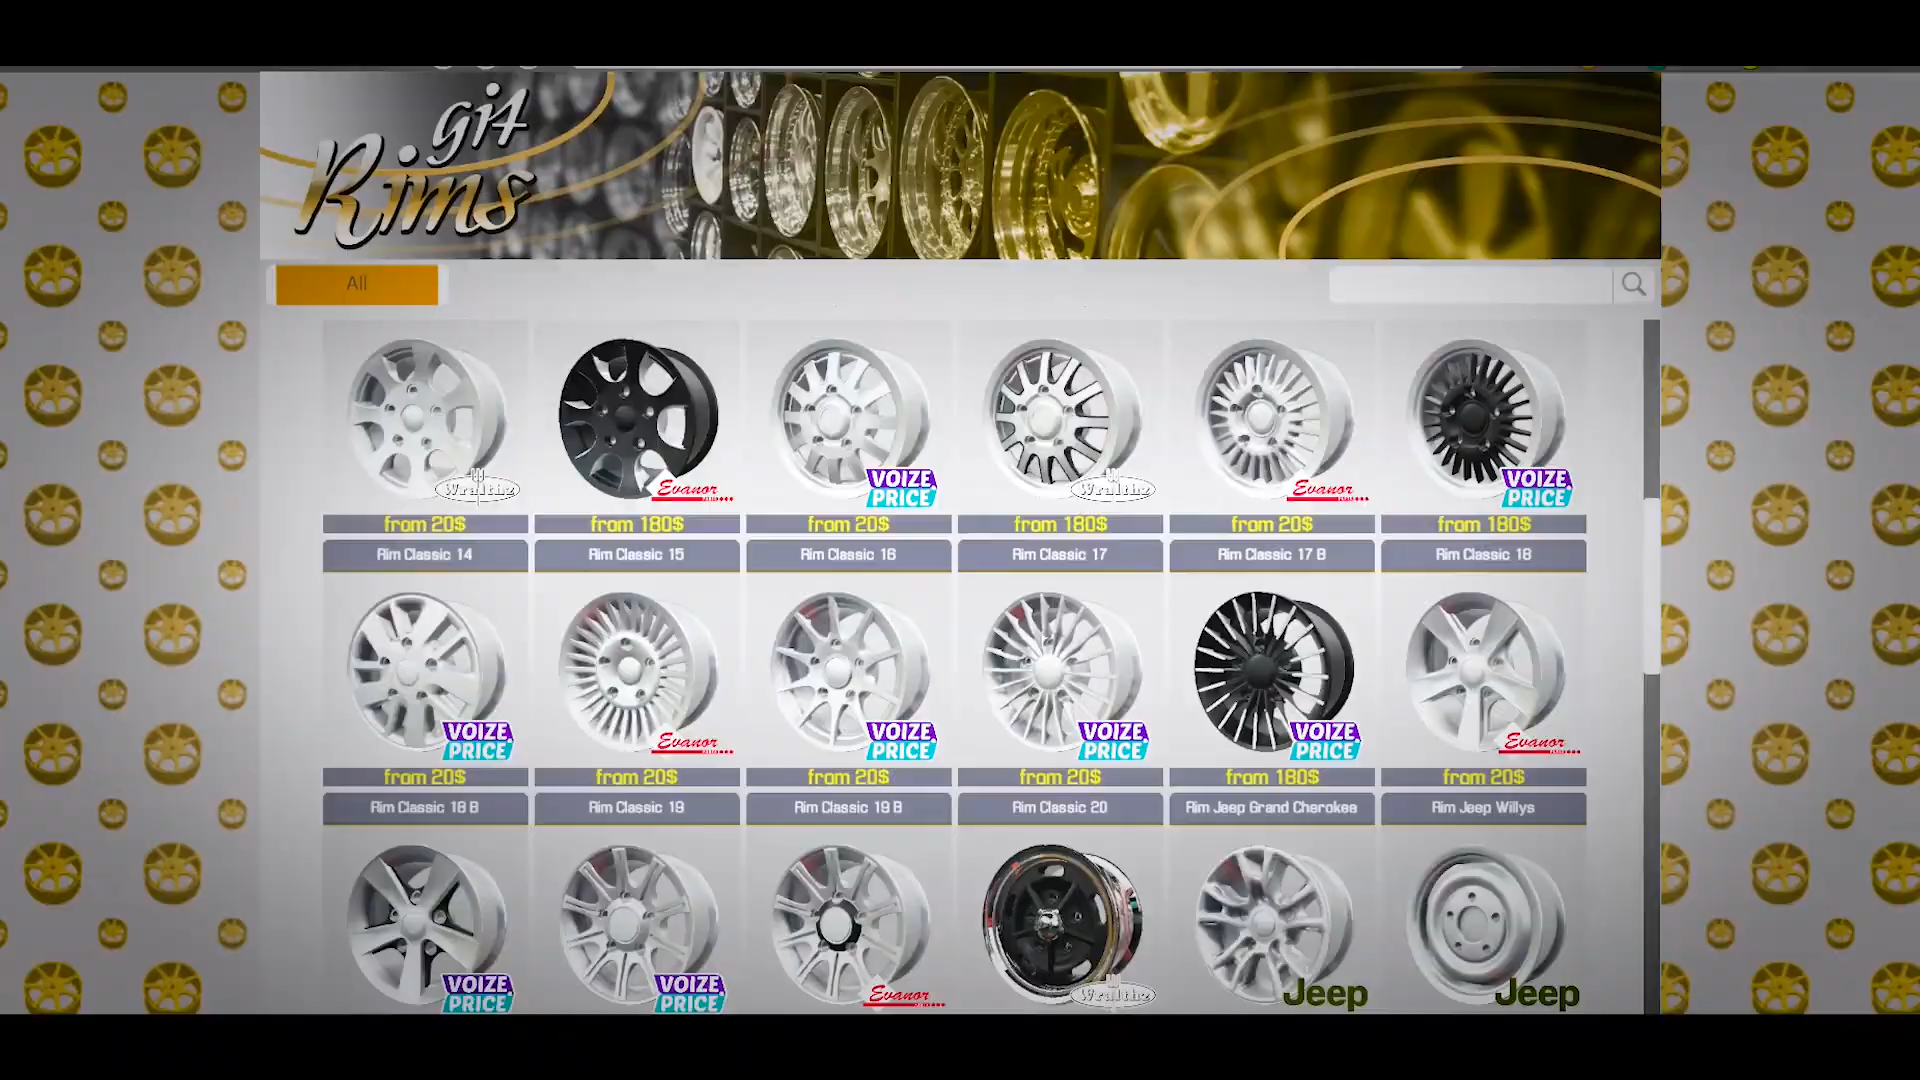 git
Rims
All
Wralthz
Evanor
VOIZE
PRICE
Wralthz
Evanor
VOIZE
PRICE
from 20$
from 180$
from 20$
from 180$
from 20$
from 180$
Rim Classic 14
Rim Classic 15
Rim Classic 16
Rim Classic 17
Rim Classic 17 B
Rim Classic 18
VOIZE
PRICE
Evanor
VOIZE
PRICE
VOIZE
PRICE
VOIZE
PRICE
Evanor
from 20$
from 20$
from 20$
from 20$
from 180$
from 20$
Rim Classic 18 B
Rim Classic 19
Rim Classic 19 B
Rim Classic 20
Rim Jeep Grand Cherokee
Rim Jeep Willys
VOIZE
PRICE
VOIZE
PRICE
Evanor
Wralthz
Jeep
Jeep